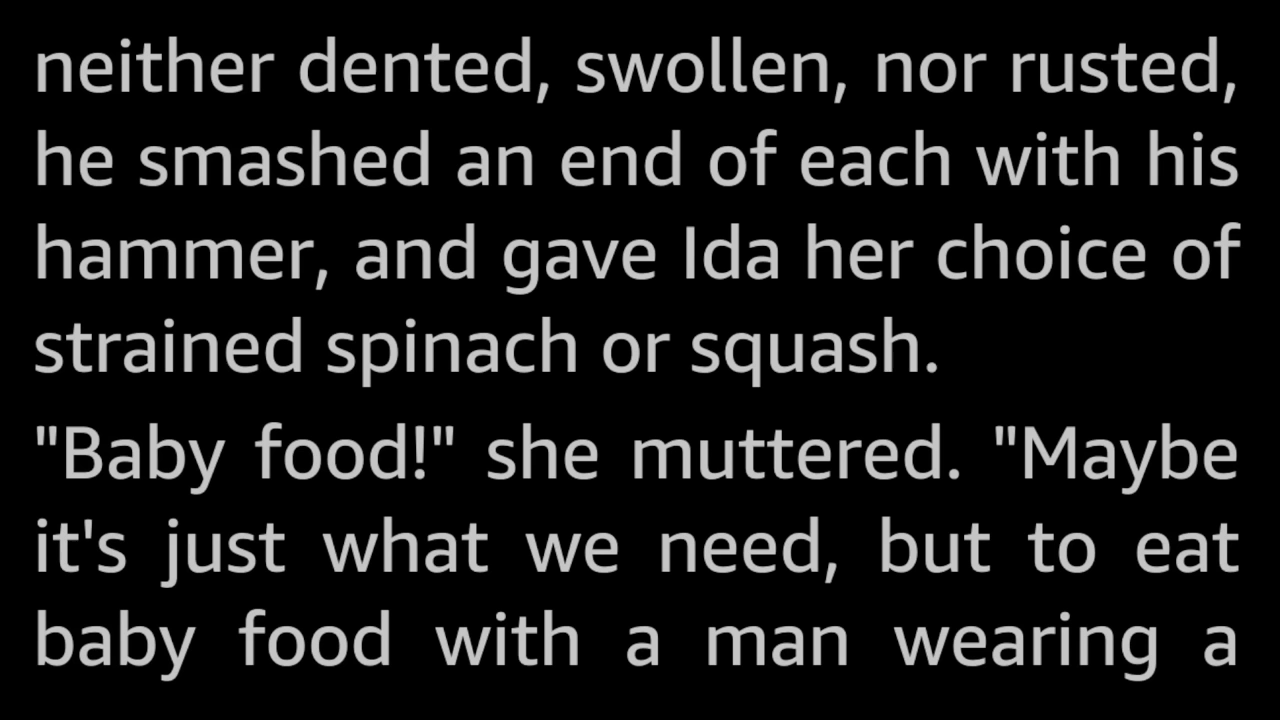 neither dented, swollen, nor rusted,
he smashed an end of each with his
hammer, and gave Ida her choice of
strained spinach or squash.
"Baby food!" she muttered. "Maybe
it's just what we need, but to eat
baby food with a man wearing a